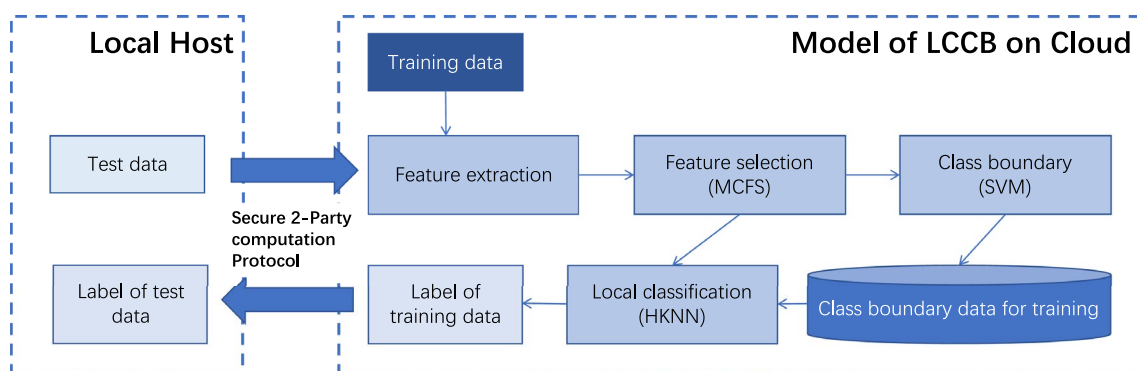 Local Host
Model of LCCB on Cloud
Training data
Test data
Feature extraction
Feature selection
(MCFS)
Class boundary
(SVM)
Secure 2-Party
computation
Protocol
Label of test
data
Label of
training data
Local classification
(HKNN)
Class boundary data for training